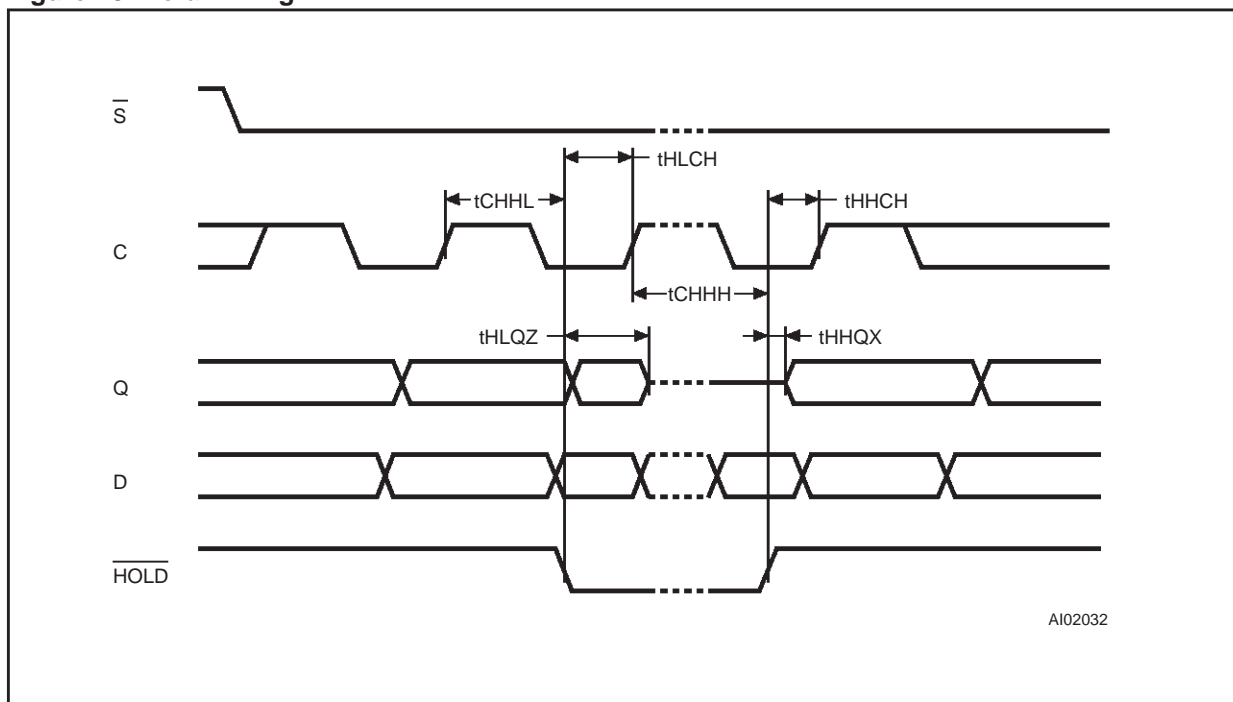 S
tHLCH
tCHHL
tHHCH
C
tCHHH
tHLQZ
tHHQX
Q
D
HOLD
AI02032